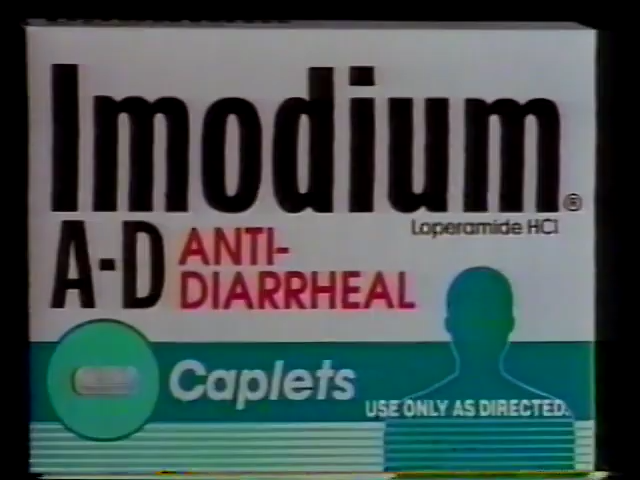 Imodium®
Loperamide HCl
A-D ANTI-
DIARRHEAL
Caplets
USE ONLY AS DIRECTED.